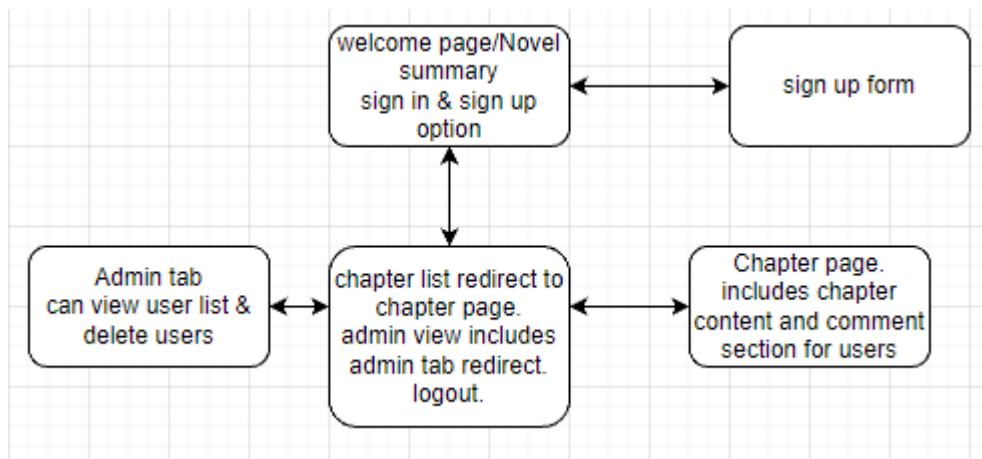 welcome page/Novel
summary
sign in & sign up
option
sign up form
Admin tab
can view user list &
delete users
chapter list redirect to
chapter page.
admin view includes
admin tab redirect.
logout.
Chapter page.
includes chapter
content and comment
section for users